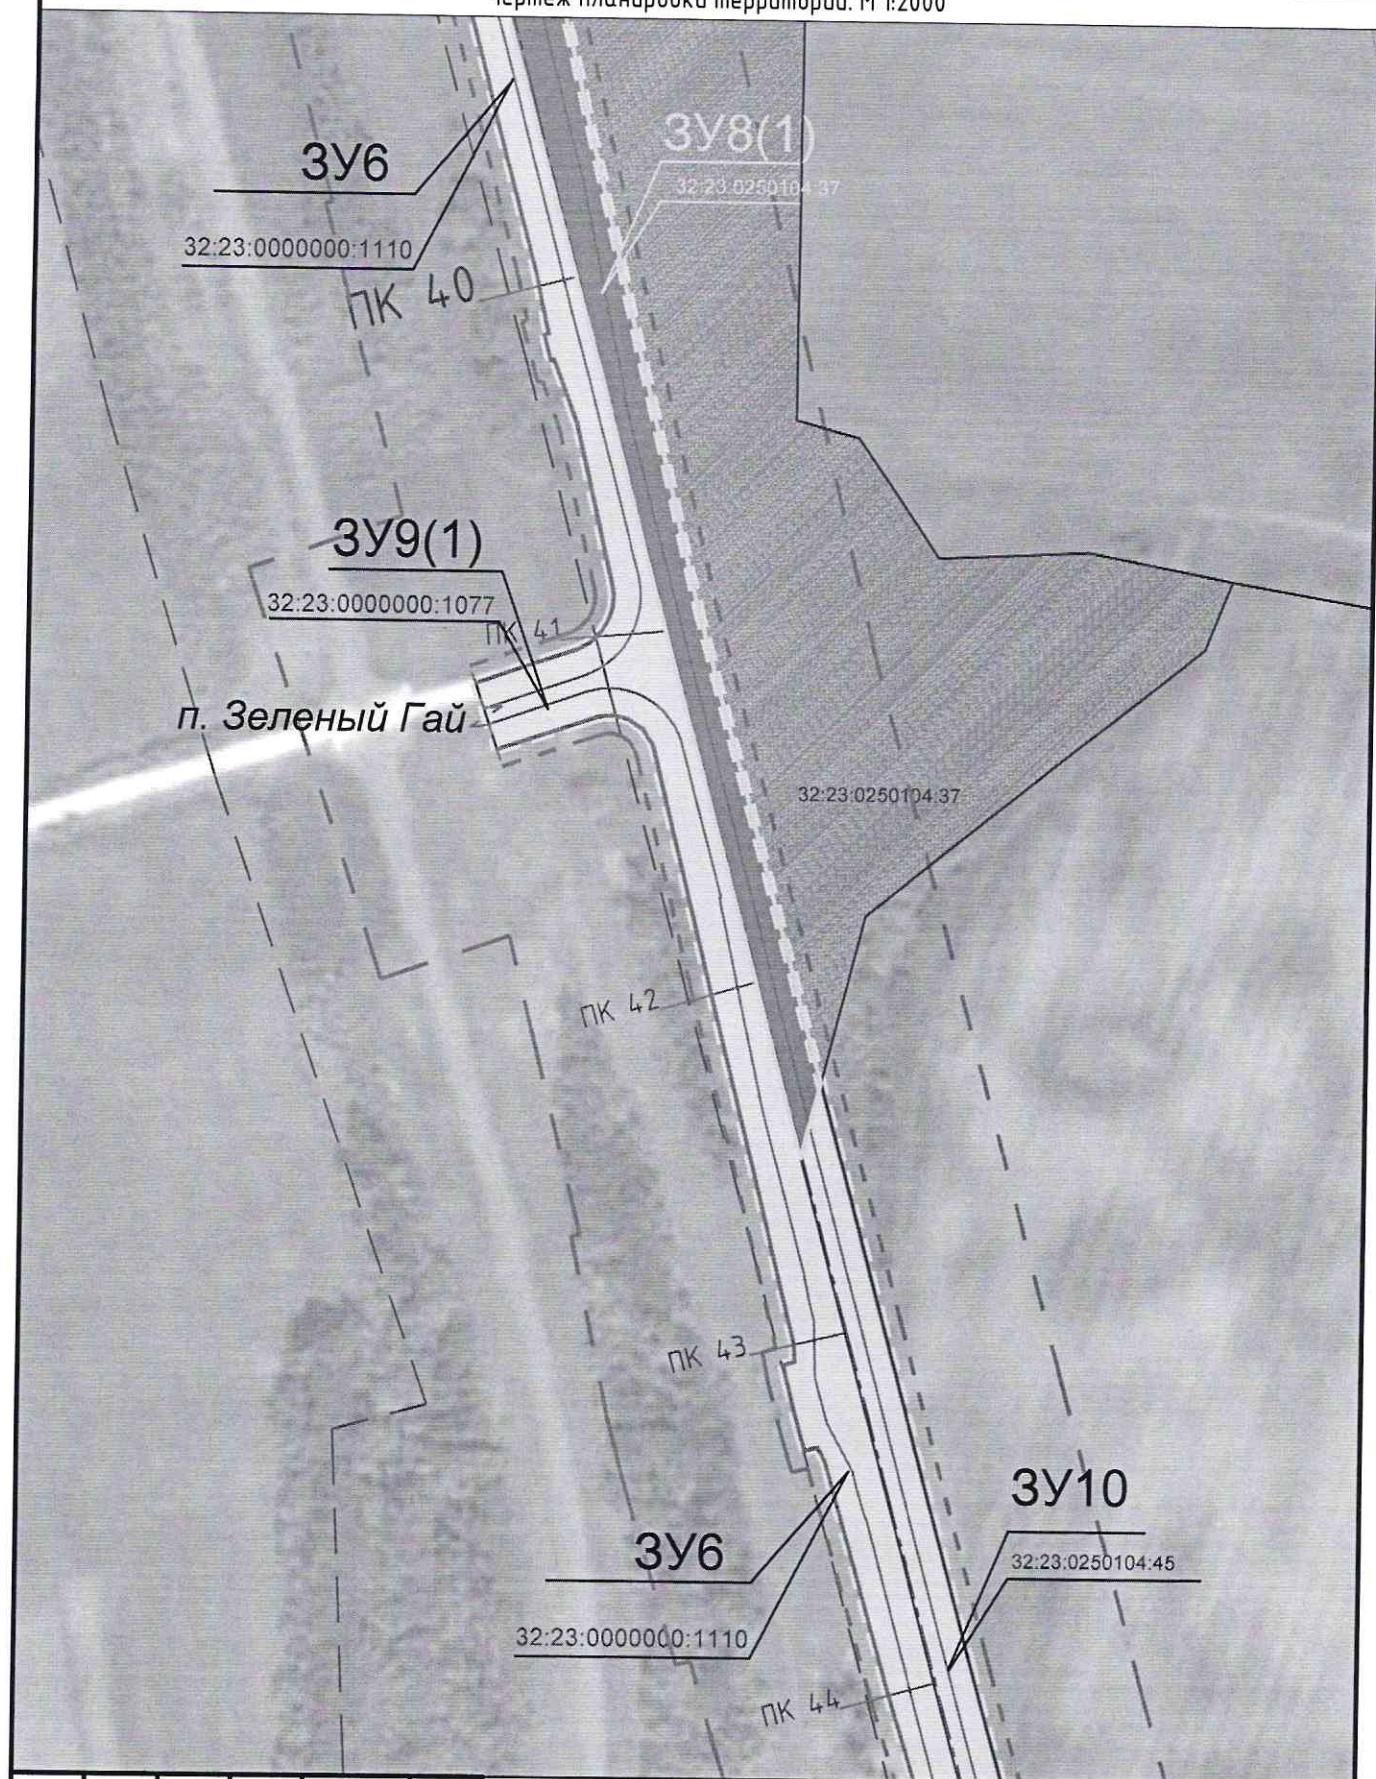 Чертеж планировки территории. М 1:2000
ЗУ8(1)
32:23:0250104:37
ЗУ6
32:23:0000000:1110
ПК 40
ЗУ9(1)
32:23:0000000:1077
ПК 41
п. Зеленый Гай
32:23:0250104:37
ПК 42
ПК 43
ЗУ10
32:23:0250104:45
ЗУ6
32:23:0000000:1110
ПК 44